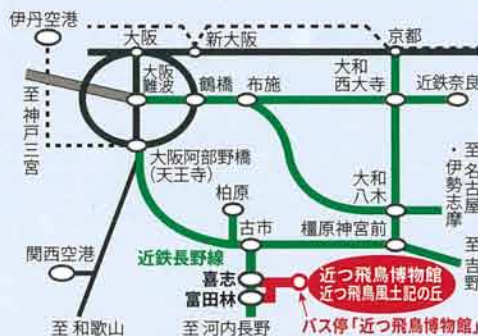 伊丹空港
大阪
新大阪
京都
大阪
難波
鶴橋
布施
大和
西大寺
近鉄奈良
至神戸三宮
大阪阿部野橋
(天王寺)
大和
八木
至名古屋
・伊勢志摩
柏原
古市
橿原神宮前
至吉野
関西空港
近鉄長野線
喜志
富田林
近つ飛鳥博物館
近つ飛鳥風土記の丘
バス停「近つ飛鳥博物館」
至和歌山
至河内長野